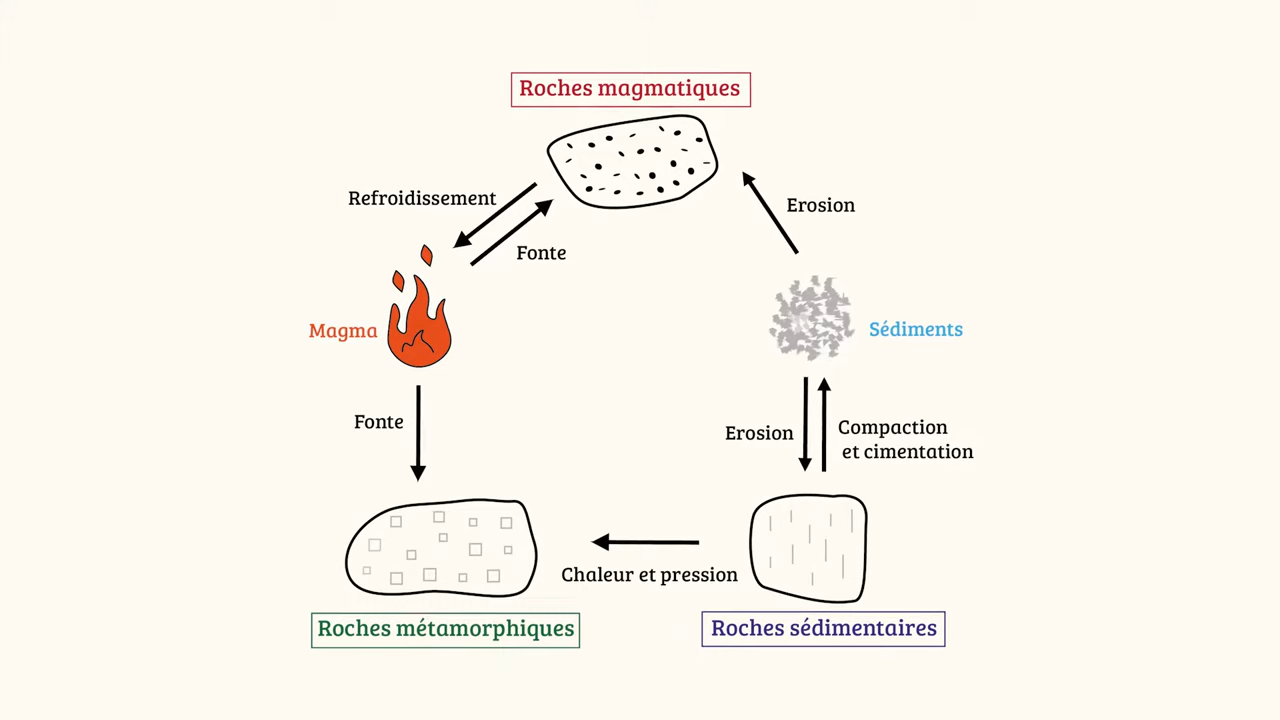 Roches magmatiques
Refroidissement
Erosion
Fonte
Magma
Sédiments
Fonte
Erosion
Compaction
et cimentation
Chaleur et pression
Roches métamorphiques
Roches sédimentaires